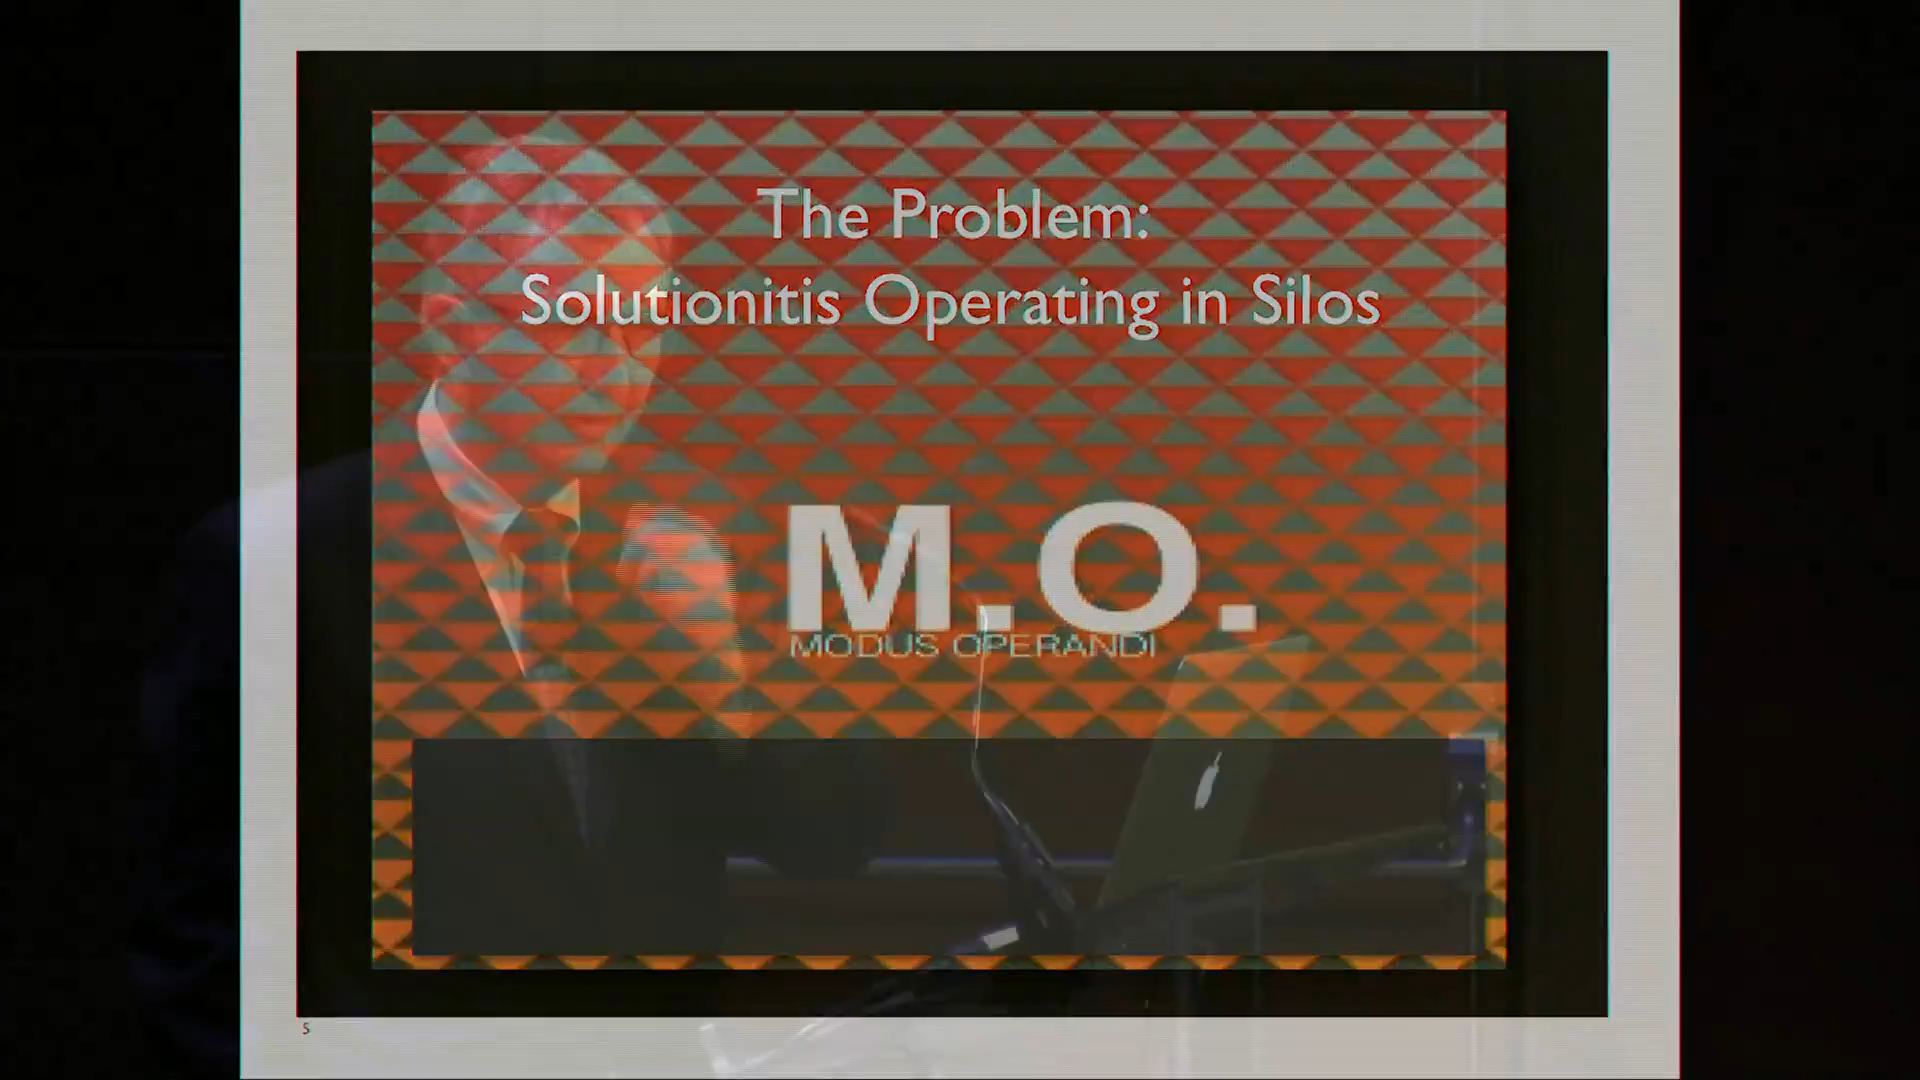 The Problem:
Solutionitis Operating in Silos
M.O.
MODUS OPERANDI
5